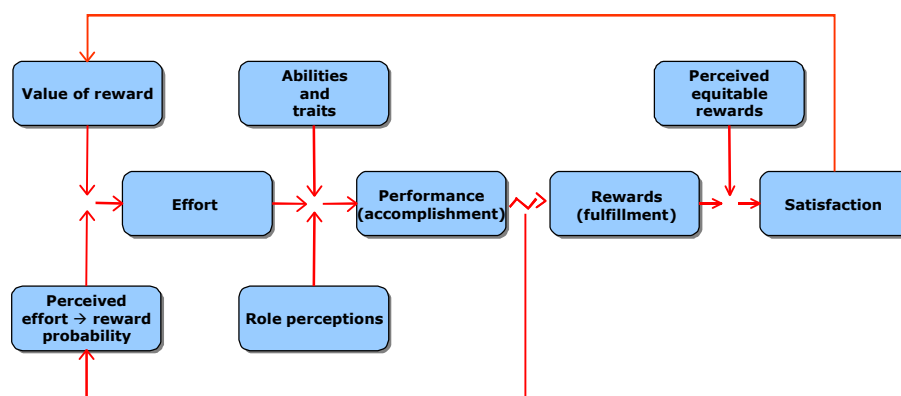 Value of reward
Abilities
and
traits
Perceived
equitable
rewards
Effort
Performance
(accomplishment)
Rewards
(fulfillment)
Satisfaction
Perceived
effort → reward
probability
Role perceptions